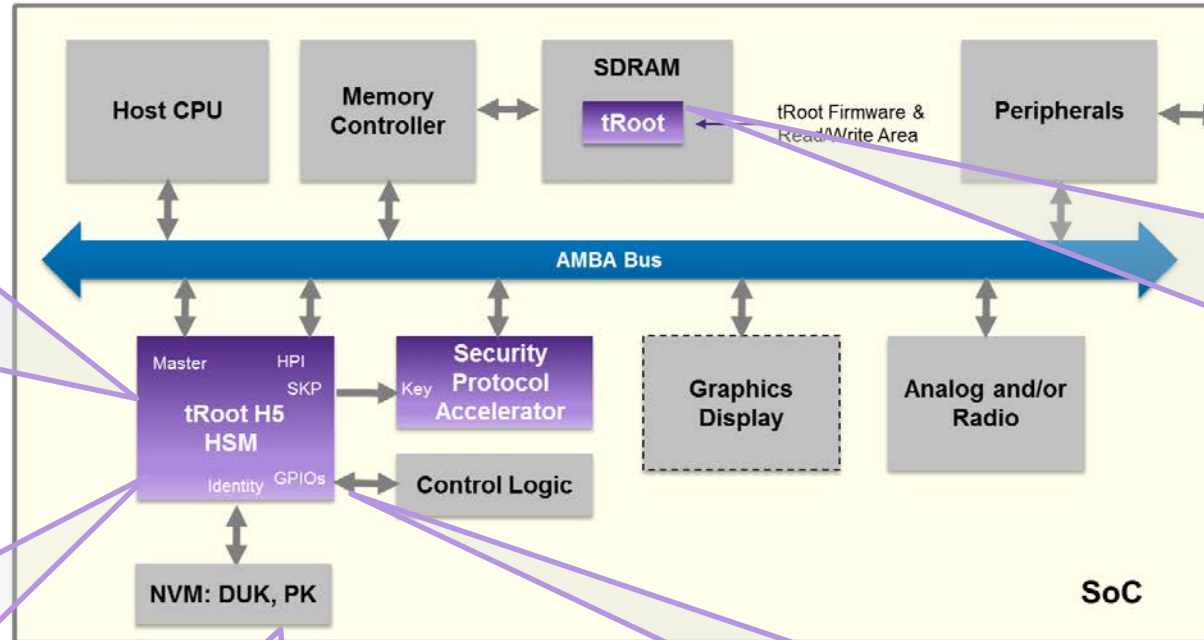 Host CPU
Memory
Controller
SDRAM
tRoot
tRoot Firmware &
Read/Write Area
Peripherals
AMBA Bus
Master
HPI
SKP
tRoot H5
HSM
Identity
GPIOs
Key
Security
Protocol
Accelerator
Control Logic
Graphics
Display
Analog and/or
Radio
NVM: DUK, PK
SoC